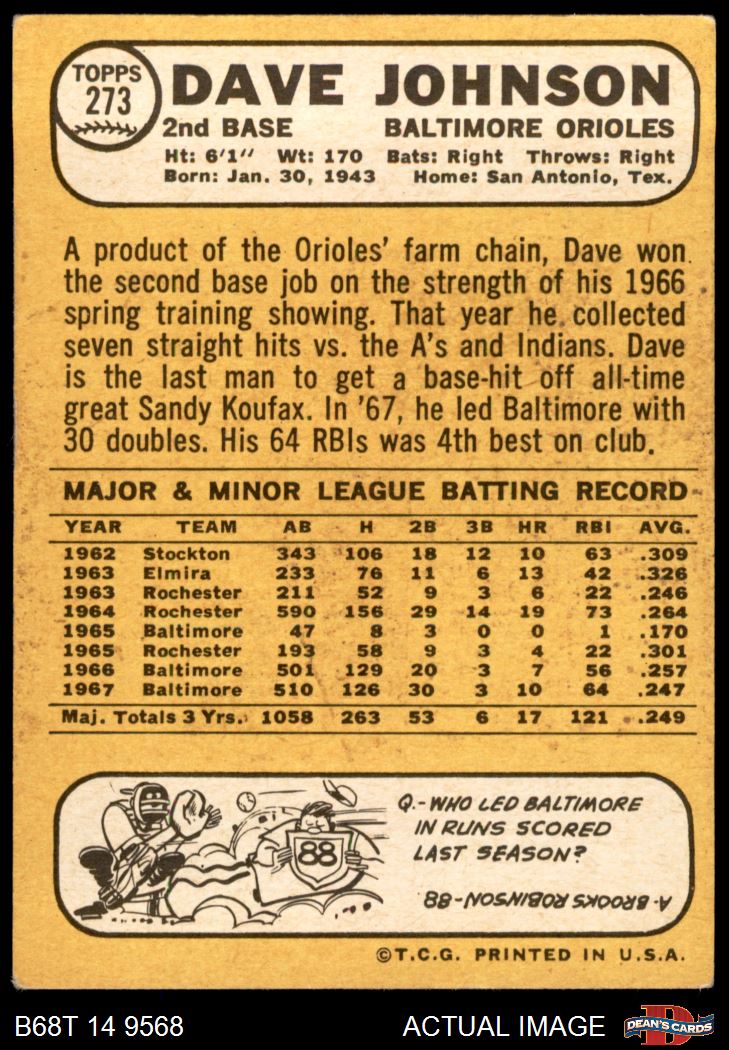 TOPPS
273
DAVE JOHNSON
2nd BASE BALTIMORE ORIOLES
Ht: 6'1" Wt: 170 Bats: Right Throws: Right
Born: Jan. 30, 1943 Home: San Antonio, Tex.
A product of the Orioles' farm chain, Dave won
the second base job on the strength of his 1966
spring training showing. That year he collected
seven straight hits vs. the A's and Indians. Dave
is the last man to get a base-hit off all-time
great Sandy Koufax. In '67, he led Baltimore with
30 doubles. His 64 RBIs was 4th best on club.
MAJOR & MINOR LEAGUE BATTING RECORD
YEAR TEAM AB H 2B 3B HR RBI AVG.
1962 Stockton 343 106 18 12 10 63 .309
1963 Elmira 233 76 11 6 13 42 .326
1963 Rochester 211 52 9 3 6 22 .246
1964 Rochester 590 156 29 14 19 73 .264
1965 Baltimore 47 8 3 0 0 1 .170
1965 Rochester 193 58 9 3 4 22 .301
1966 Baltimore 501 129 20 3 7 56 .257
1967 Baltimore 510 126 30 3 10 64 .247
Maj. Totals 3 Yrs. 1058 263 53 6 17 121 .249
88
Q.-WHO LED BALTIMORE
IN RUNS SCORED
LAST SEASON?
A-BROOKS ROBINSON-88
©T.C.G. PRINTED IN U.S.A.
B68T 14 9568 ACTUAL IMAGE
D
DEAN'S CARDS